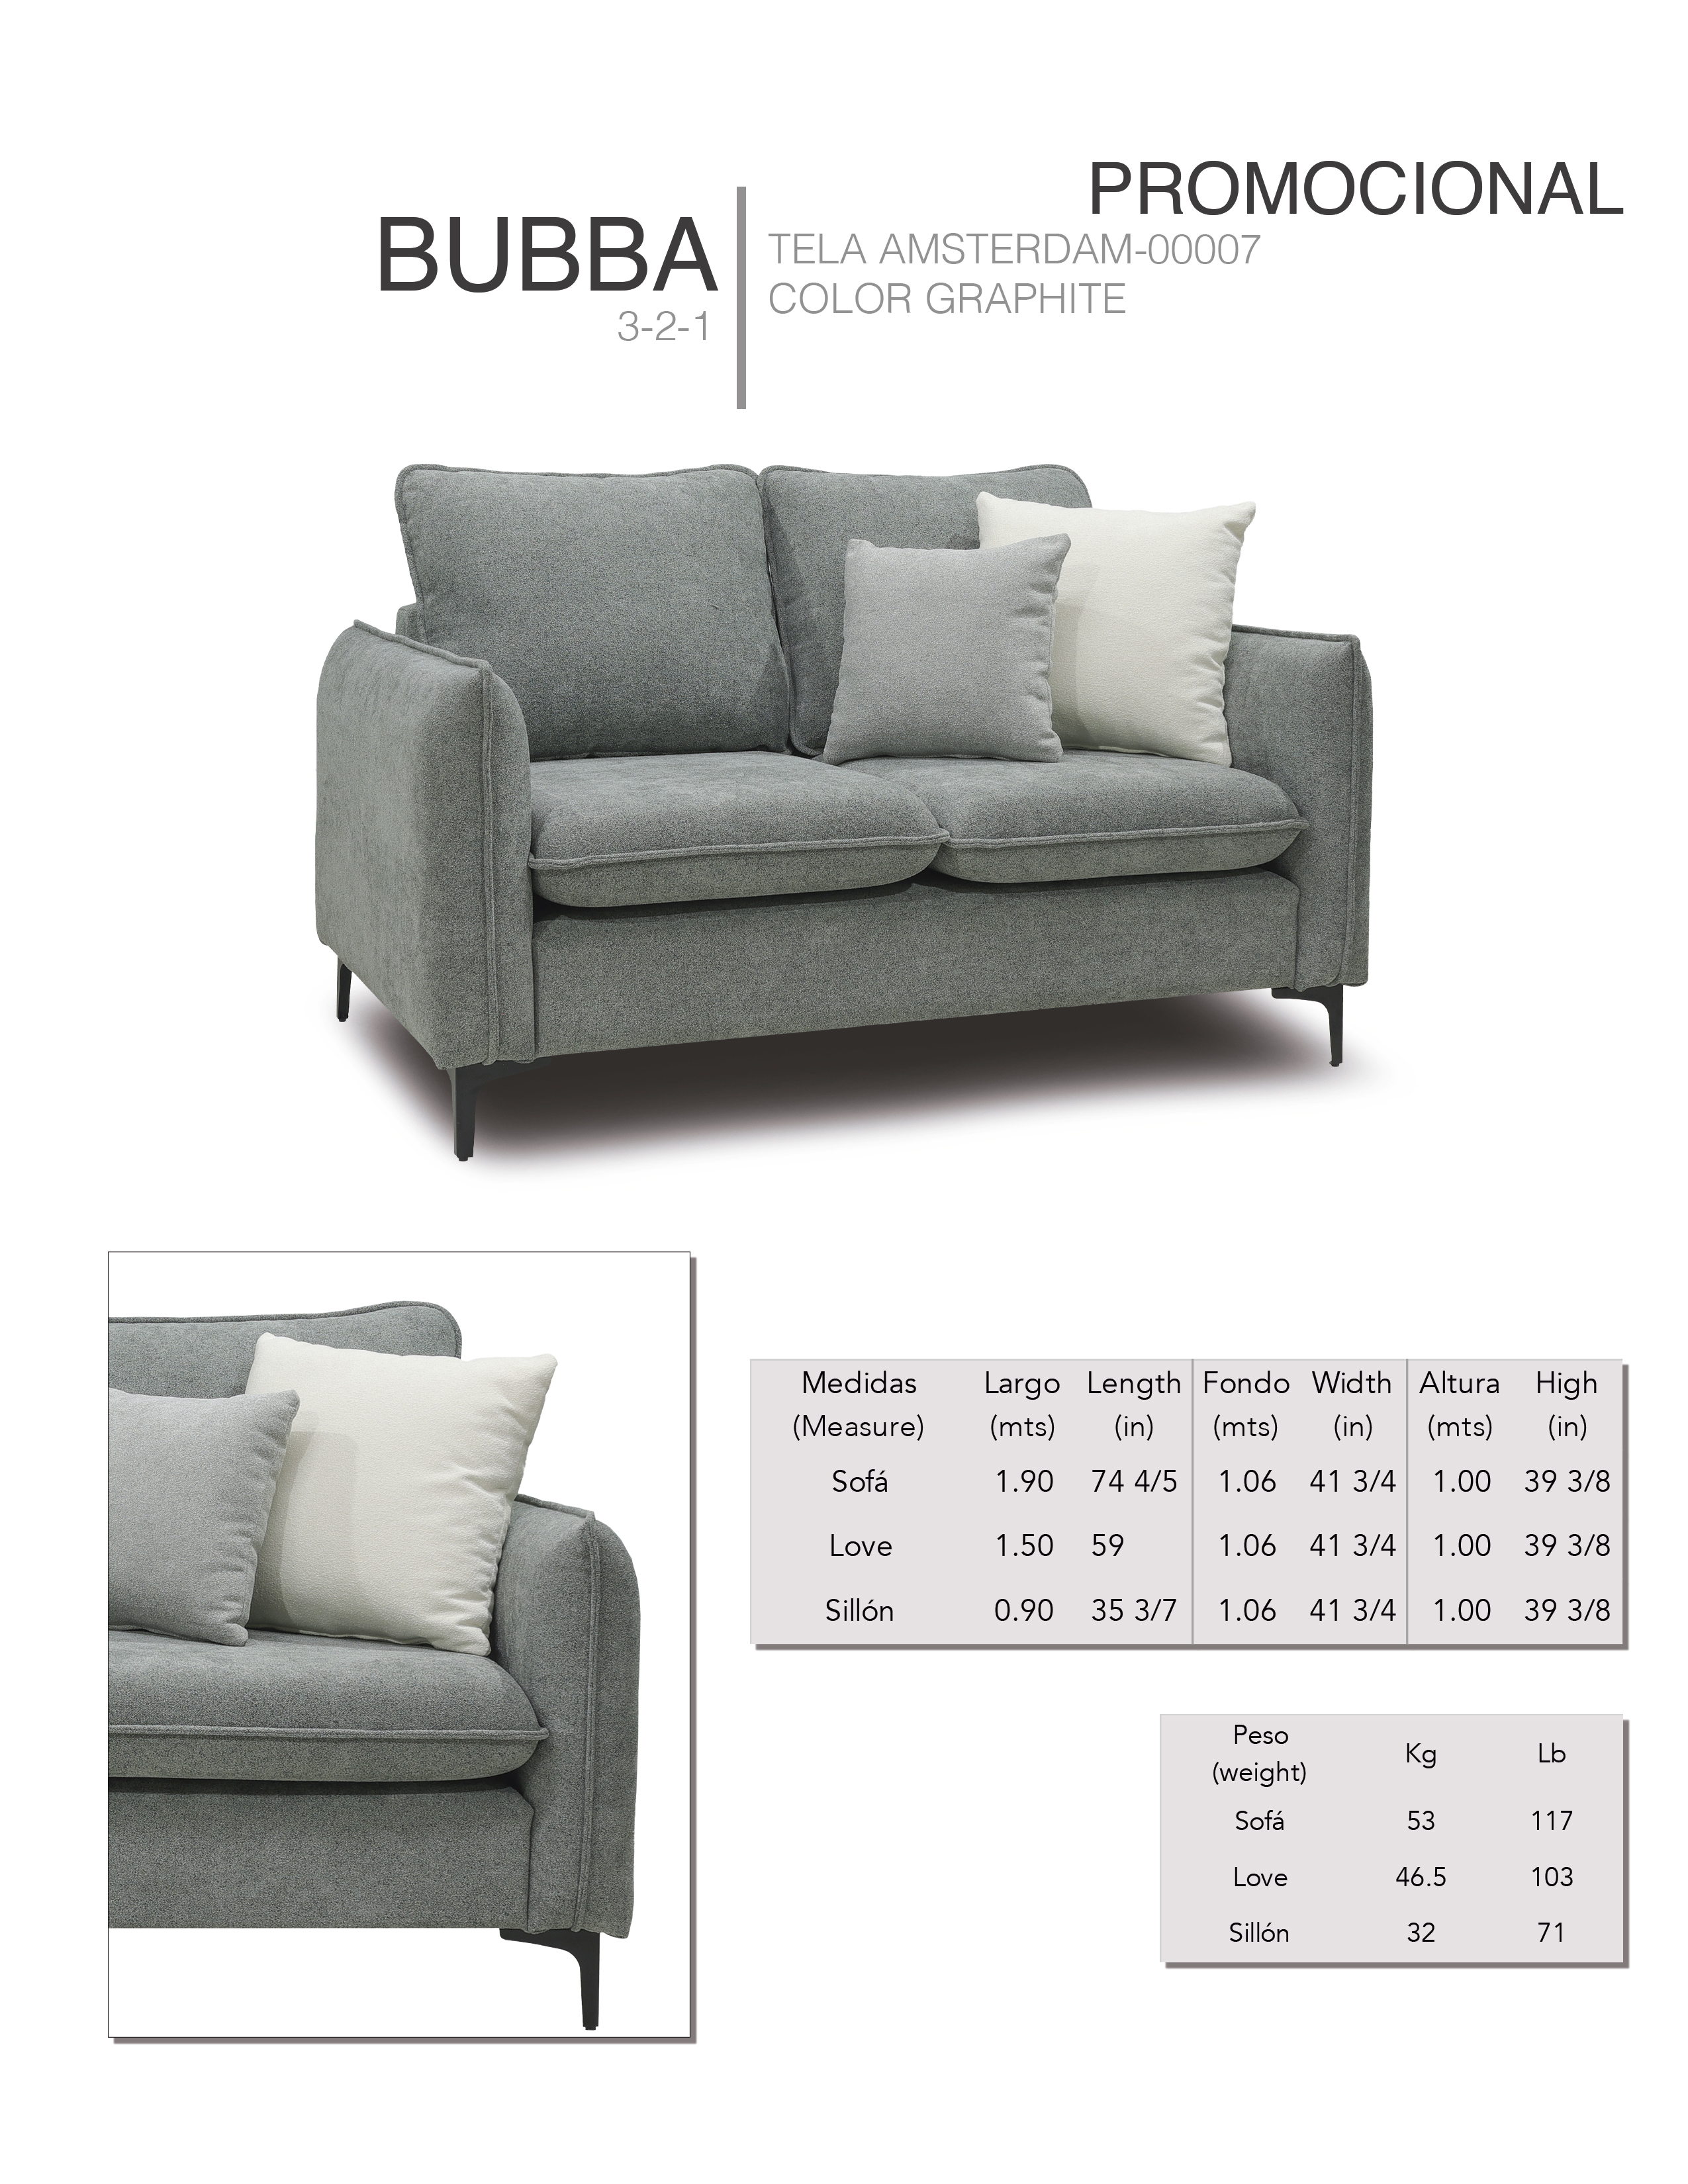 PROMOCIONAL
BUBBA
3-2-1
TELA AMSTERDAM-00007
COLOR GRAPHITE
Medidas Largo Length Fondo Width Altura High
(Measure) (mts) (in) (mts) (in) (mts) (in)
Sofá 1.90 74 4/5 1.06 41 3/4 1.00 39 3/8
Love 1.50 59 1.06 41 3/4 1.00 39 3/8
Sillón 0.90 35 3/7 1.06 41 3/4 1.00 39 3/8
Peso
(weight) Kg Lb
Sofá 53 117
Love 46.5 103
Sillón 32 71